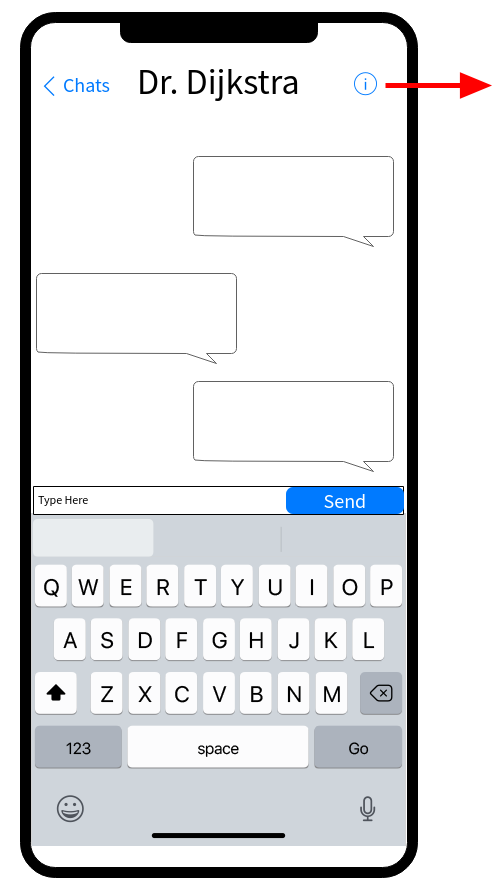 Chats Dr. Dijkstra
Type Here Send
Q W E R T Y U I O P
A S D F G H J K L
Z X C V B N M
123 space Go